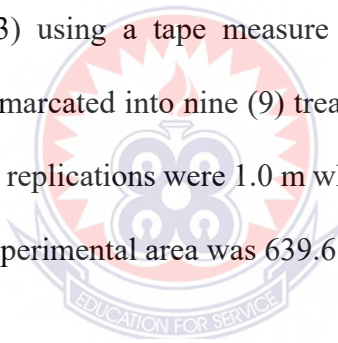 3) using a tape measure
marcated into nine (9) trea
replications were 1.0 m wh
perimental area was 639.6
EDUCATION FOR SERVICE